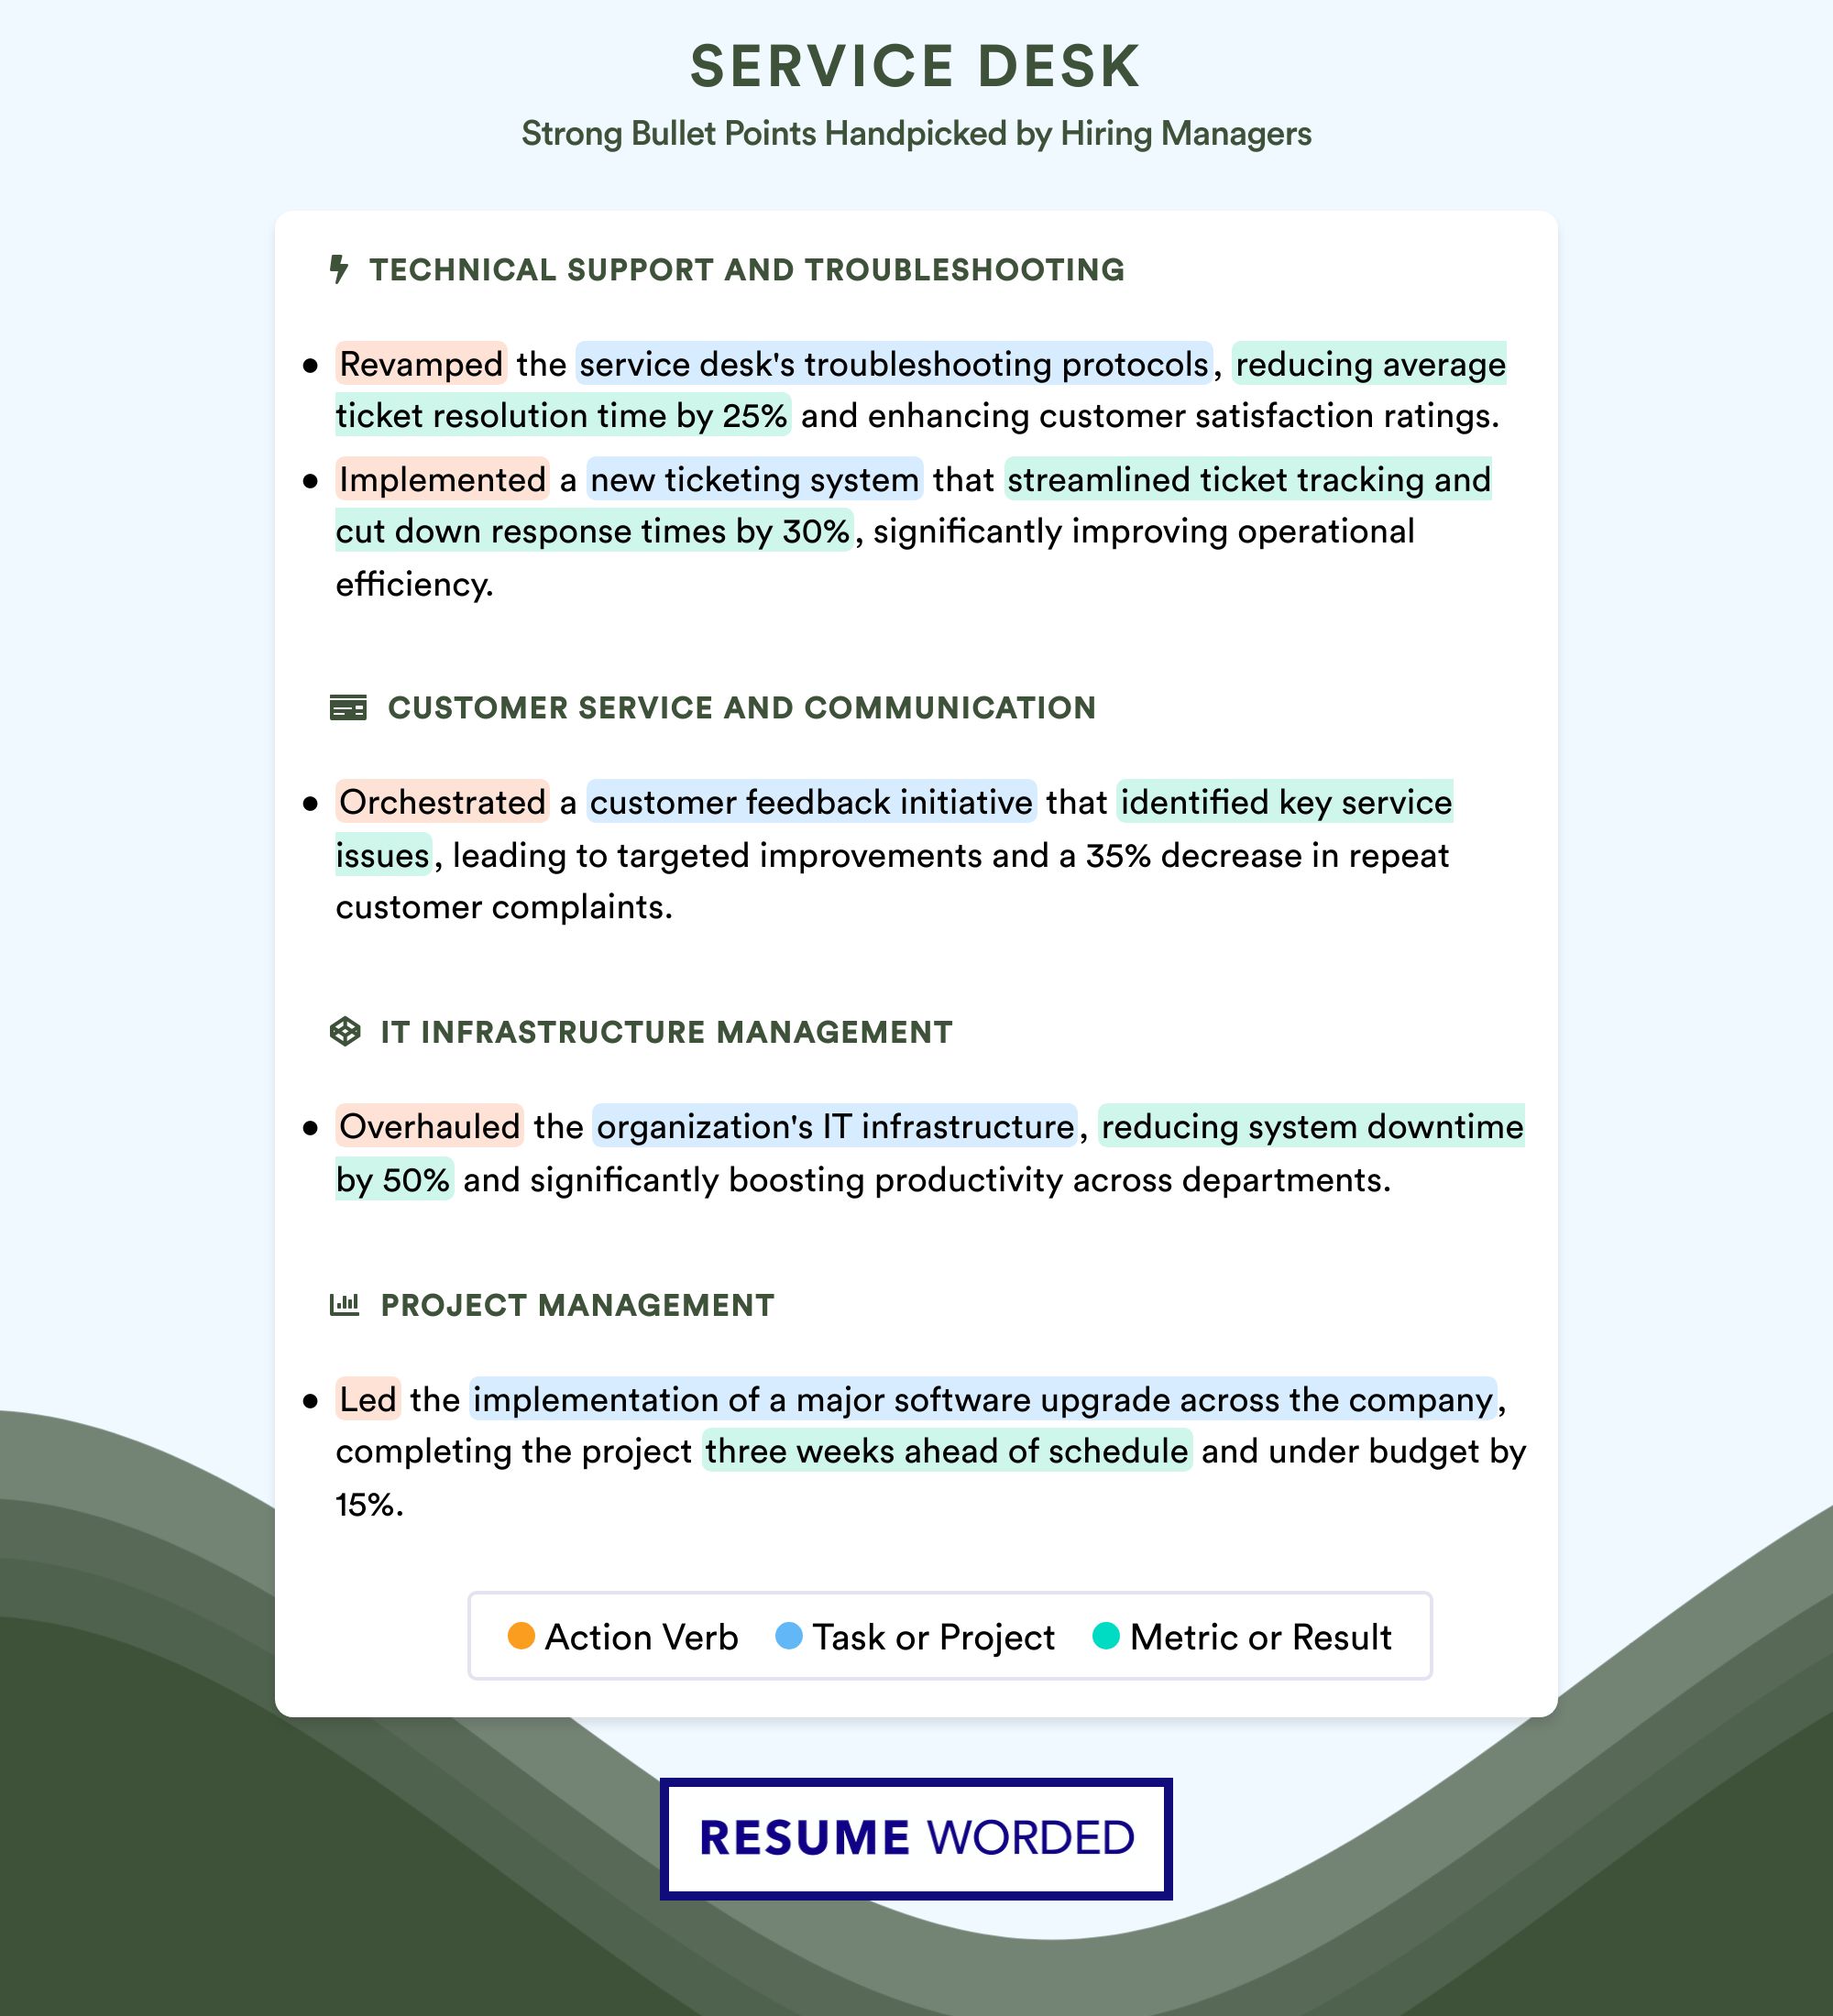 SERVICE DESK
Strong Bullet Points Handpicked by Hiring Managers
TECHNICAL SUPPORT AND TROUBLESHOOTING
● Revamped the service desk's troubleshooting protocols, reducing average
ticket resolution time by 25% and enhancing customer satisfaction ratings.
● Implemented a new ticketing system that streamlined ticket tracking and
cut down response times by 30%, significantly improving operational
efficiency.
CUSTOMER SERVICE AND COMMUNICATION
● Orchestrated a customer feedback initiative that identified key service
issues, leading to targeted improvements and a 35% decrease in repeat
customer complaints.
IT INFRASTRUCTURE MANAGEMENT
● Overhauled the organization's IT infrastructure, reducing system downtime
by 50% and significantly boosting productivity across departments.
PROJECT MANAGEMENT
● Led the implementation of a major software upgrade across the company,
completing the project three weeks ahead of schedule and under budget by
15%.
Action Verb Task or Project Metric or Result
RESUME WORDED